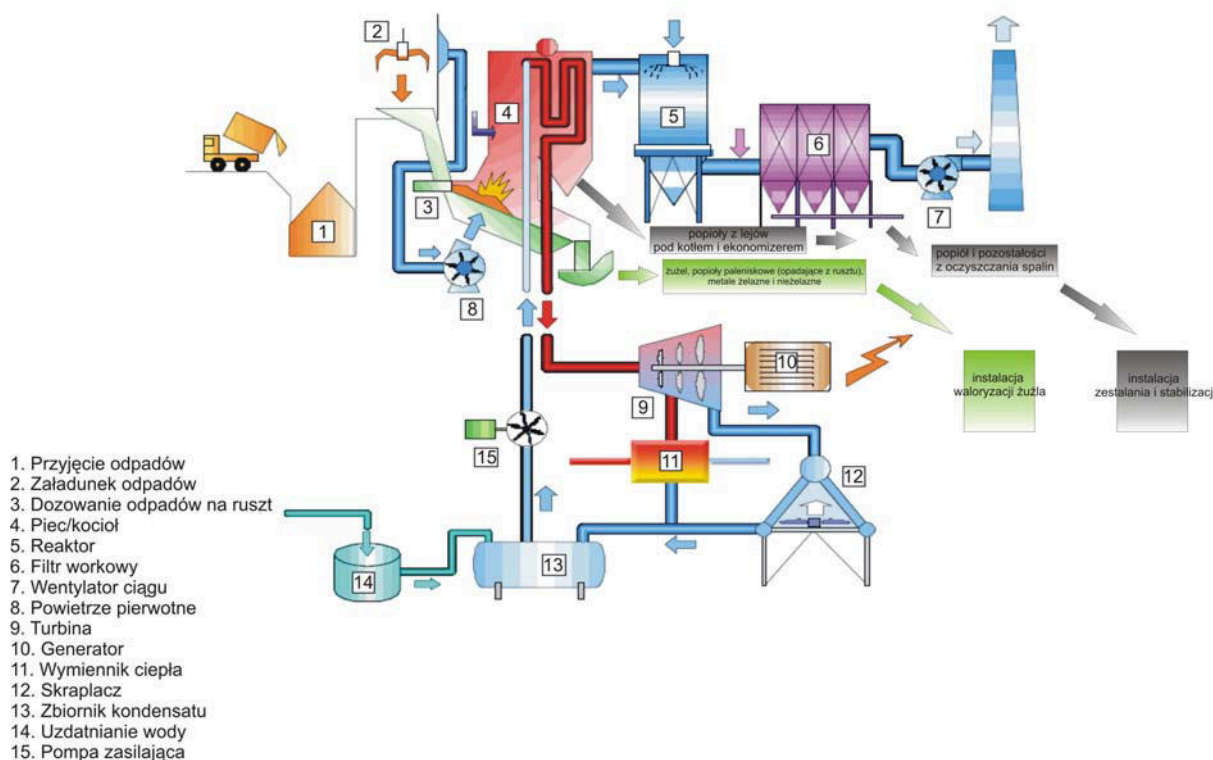 2
4
5
6
3
1
7
8
popioły z lejów
pod kotłem i ekonomizerem
popiół i pozostałości
z oczyszczania spalin
żużel, popioły paleniskowe (opadające z rusztu),
metale żelazne i nieżelazne
10
9
instalacja
waloryzacji żużla
instalacja
zestalania i stabilizacj
15
11
12
13
14
1. Przyjęcie odpadów
2. Załadunek odpadów
3. Dozowanie odpadów na ruszt
4. Piec/kocioł
5. Reaktor
6. Filtr workowy
7. Wentylator ciągu
8. Powietrze pierwotne
9. Turbina
10. Generator
11. Wymiennik ciepła
12. Skraplacz
13. Zbiornik kondensatu
14. Uzdatnianie wody
15. Pompa zasilająca